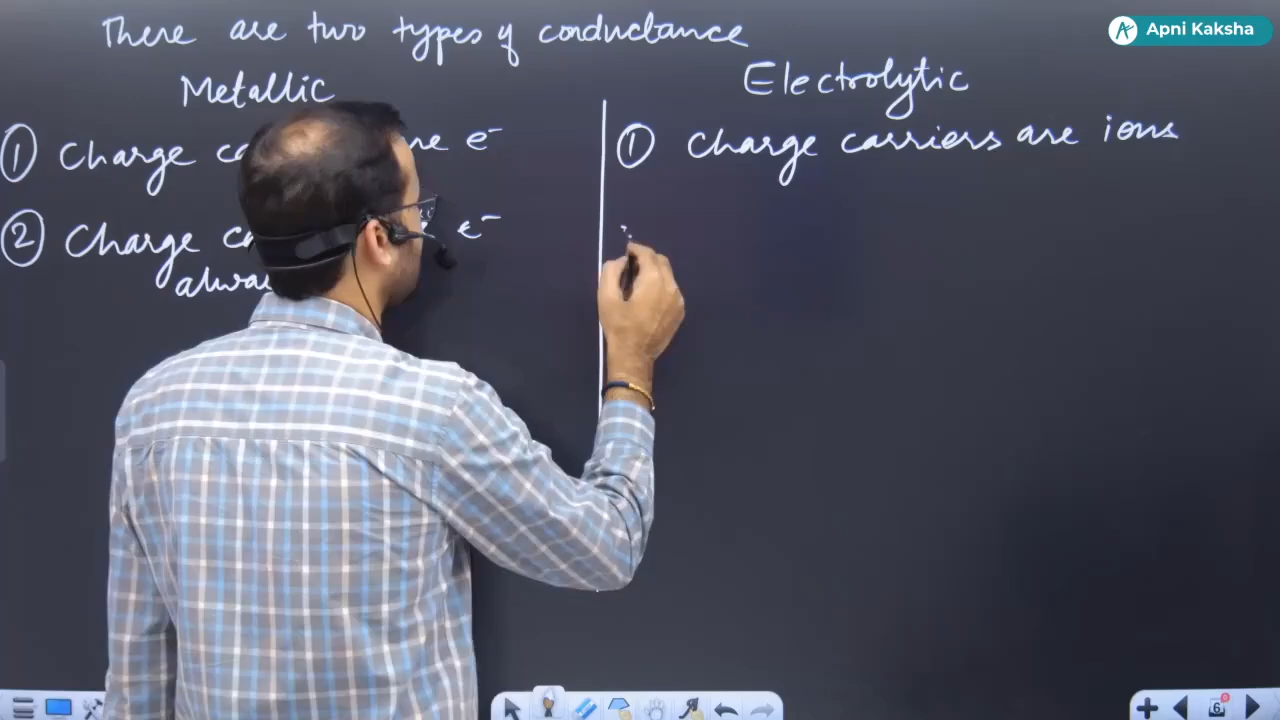 Apni Kaksha
There are two types of conductance
Metallic
① Charge e⁻
② Charge e⁻
Electrolytic
① Charge carriers are ions
6